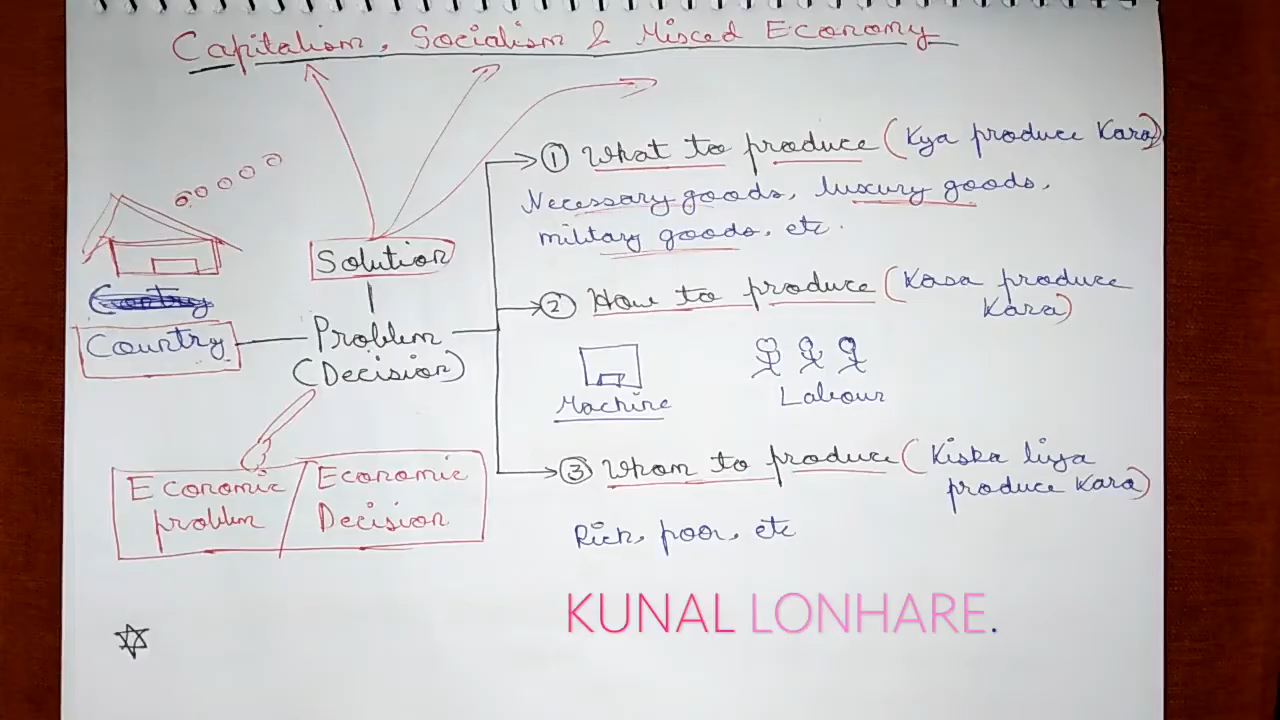 Capitalism, Socialism & Mixced Economy
① What to produce (Kya produce Kara)
Necessary goods, luxury goods,
military goods, etc.
Solution
② How to produce (Kasa produce
Kara)
Country
Country
Problem
(Decision)
Machine
Labour
③ Whom to produce (Kiska liya
produce Kara)
Economic
problem
Economic
Decision
Rich, poor, etc
KUNAL LONHARE.